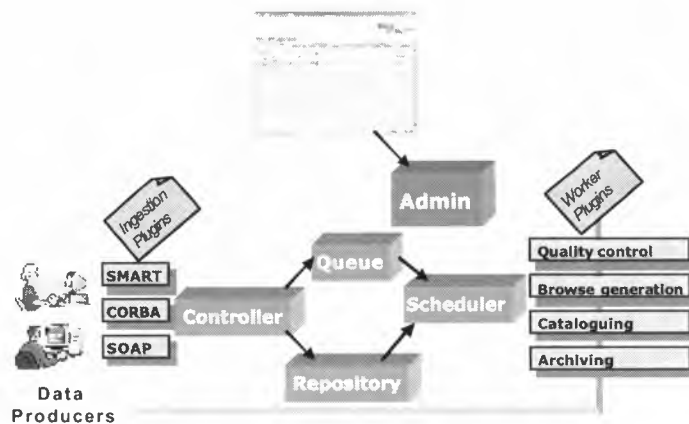 Admin
Ingestion
Plugins
Worker
Plugins
SMART
CORBA
SOAP
Controller
Queue
Repository
Scheduler
Quality control
Browse generation
Cataloguing
Archiving
Data
Producers